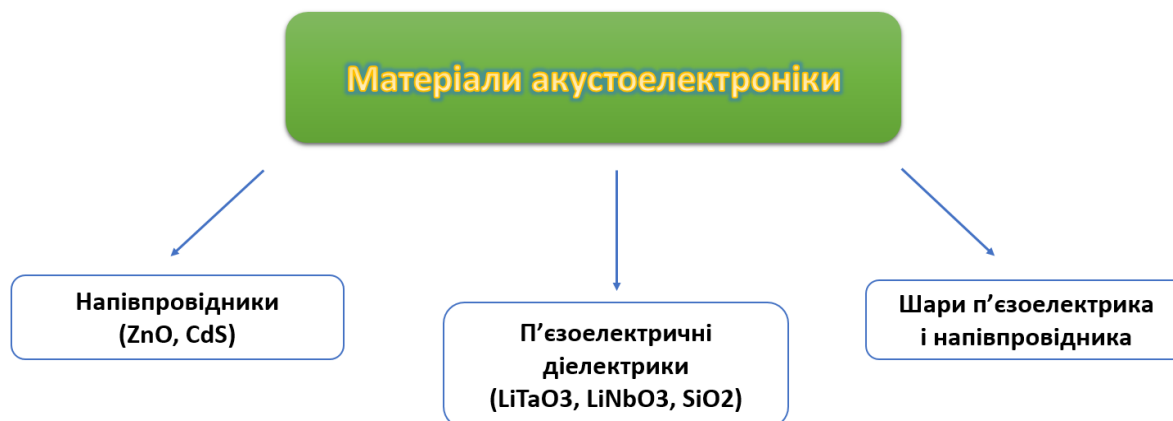 Матеріали акустоелектроніки
Напівпровідники
(ZnO, CdS)
П’єзоелектричні
діелектрики
(LiTaO3, LiNbO3, SiO2)
Шари п’єзоелектрика
і напівпровідника